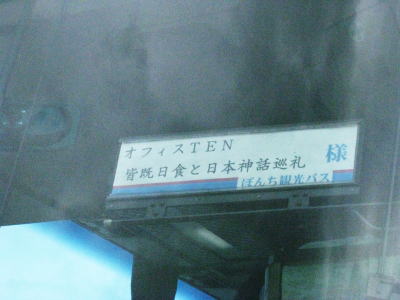 オフィスTEN
皆既日食と日本神話巡礼 様
ぼんち観光バス